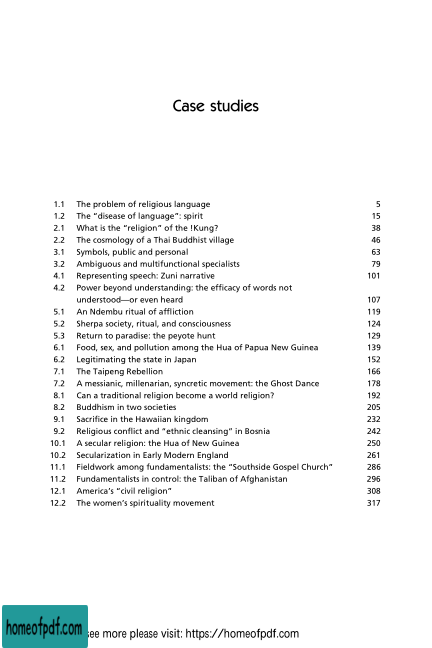 Case studies
1.1 The problem of religious language 5
1.2 The "disease of language": spirit 15
2.1 What is the "religion" of the !Kung? 38
2.2 The cosmology of a Thai Buddhist village 46
3.1 Symbols, public and personal 63
3.2 Ambiguous and multifunctional specialists 79
4.1 Representing speech: Zuni narrative 101
4.2 Power beyond understanding: the efficacy of words not
understood—or even heard 107
5.1 An Ndembu ritual of affliction 119
5.2 Sherpa society, ritual, and consciousness 124
5.3 Return to paradise: the peyote hunt 129
6.1 Food, sex, and pollution among the Hua of Papua New Guinea 139
6.2 Legitimating the state in Japan 152
7.1 The Taipeng Rebellion 166
7.2 A messianic, millenarian, syncretic movement: the Ghost Dance 178
8.1 Can a traditional religion become a world religion? 192
8.2 Buddhism in two societies 205
9.1 Sacrifice in the Hawaiian kingdom 232
9.2 Religious conflict and "ethnic cleansing" in Bosnia 242
10.1 A secular religion: the Hua of New Guinea 250
10.2 Secularization in Early Modern England 261
11.1 Fieldwork among fundamentalists: the "Southside Gospel Church" 286
11.2 Fundamentalists in control: the Taliban of Afghanistan 296
12.1 America's "civil religion" 308
12.2 The women's spirituality movement 317
homeofpdf.com
see more please visit: https://homeofpdf.com